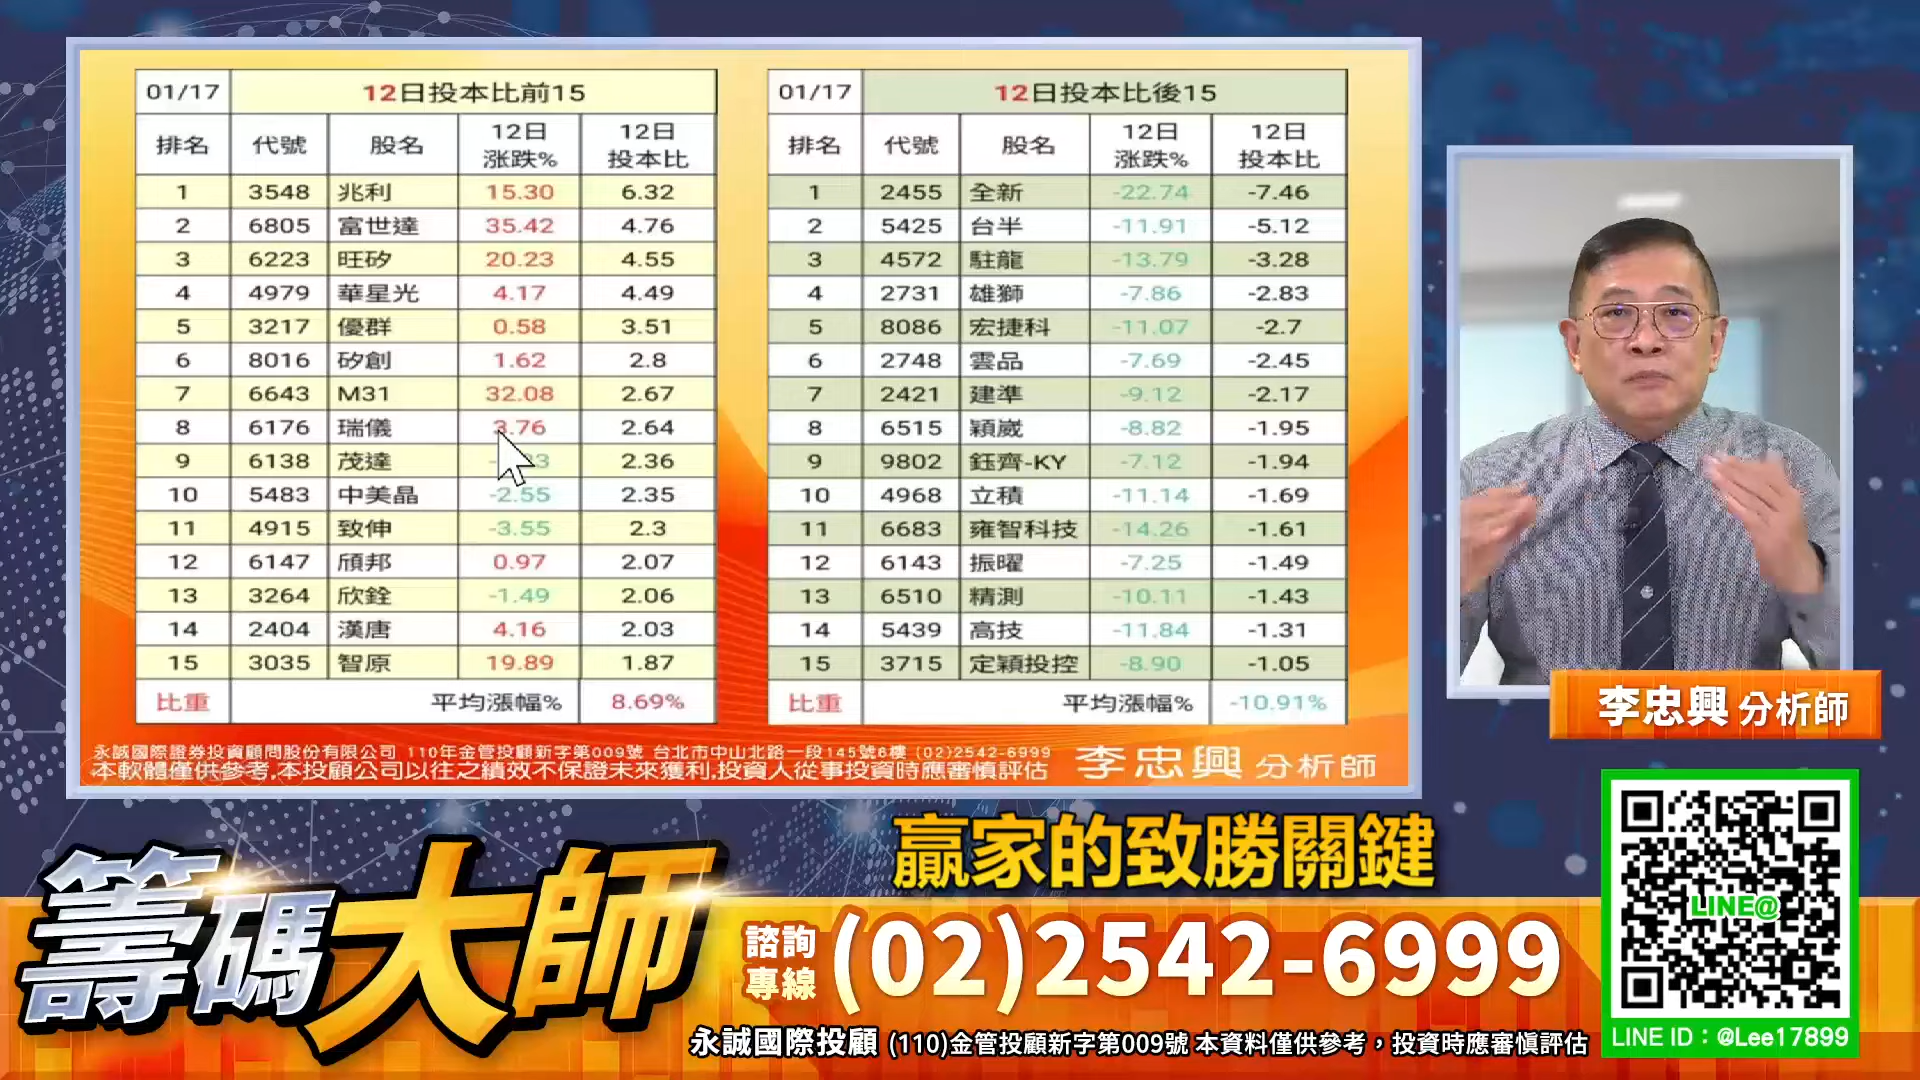 01/17 12日投本比前15
排名 代號 股名 12日涨跌% 12日投本比
1 3548 兆利 15.30 6.32
2 6805 富世達 35.42 4.76
3 6223 旺矽 20.23 4.55
4 4979 華星光 4.17 4.49
5 3217 優群 0.58 3.51
6 8016 矽創 1.62 2.8
7 6643 M31 32.08 2.67
8 6176 瑞儀 3.76 2.64
9 6138 茂達 2.36
10 5483 中美晶 -2.55 2.35
11 4915 致伸 -3.55 2.3
12 6147 頎邦 0.97 2.07
13 3264 欣銓 -1.49 2.06
14 2404 漢唐 4.16 2.03
15 3035 智原 19.89 1.87
比重 平均漲幅% 8.69%
01/17 12日投本比後15
排名 代號 股名 12日涨跌% 12日投本比
1 2455 全新 -22.74 -7.46
2 5425 台半 -11.91 -5.12
3 4572 駐龍 -13.79 -3.28
4 2731 雄獅 -7.86 -2.83
5 8086 宏捷科 -11.07 -2.7
6 2748 雲品 -7.69 -2.45
7 2421 建準 -9.12 -2.17
8 6515 穎崴 -8.82 -1.95
9 9802 鈺齊-KY -7.12 -1.94
10 4968 立積 -11.14 -1.69
11 6683 雍智科技 -14.26 -1.61
12 6143 振曜 -7.25 -1.49
13 6510 精測 -10.11 -1.43
14 5439 高技 -11.84 -1.31
15 3715 定穎投控 -8.90 -1.05
比重 平均漲幅% -10.91%
永誠國際證券投資顧問股份有限公司 110年金管投顧新字第009號 台北市中山北路一段145號6樓 (02)2542-6999
本軟體僅供參考,本投顧公司以往之績效不保證未來獲利,投資人從事投資時應審慎評估
李忠興 分析師
李忠興 分析師
贏家的致勝關鍵
籌碼大師
諮詢專線 (02)2542-6999
永誠國際投顧 (110)金管投顧新字第009號 本資料僅供參考，投資時應審慎評估
LINE@
LINE ID：@Lee17899